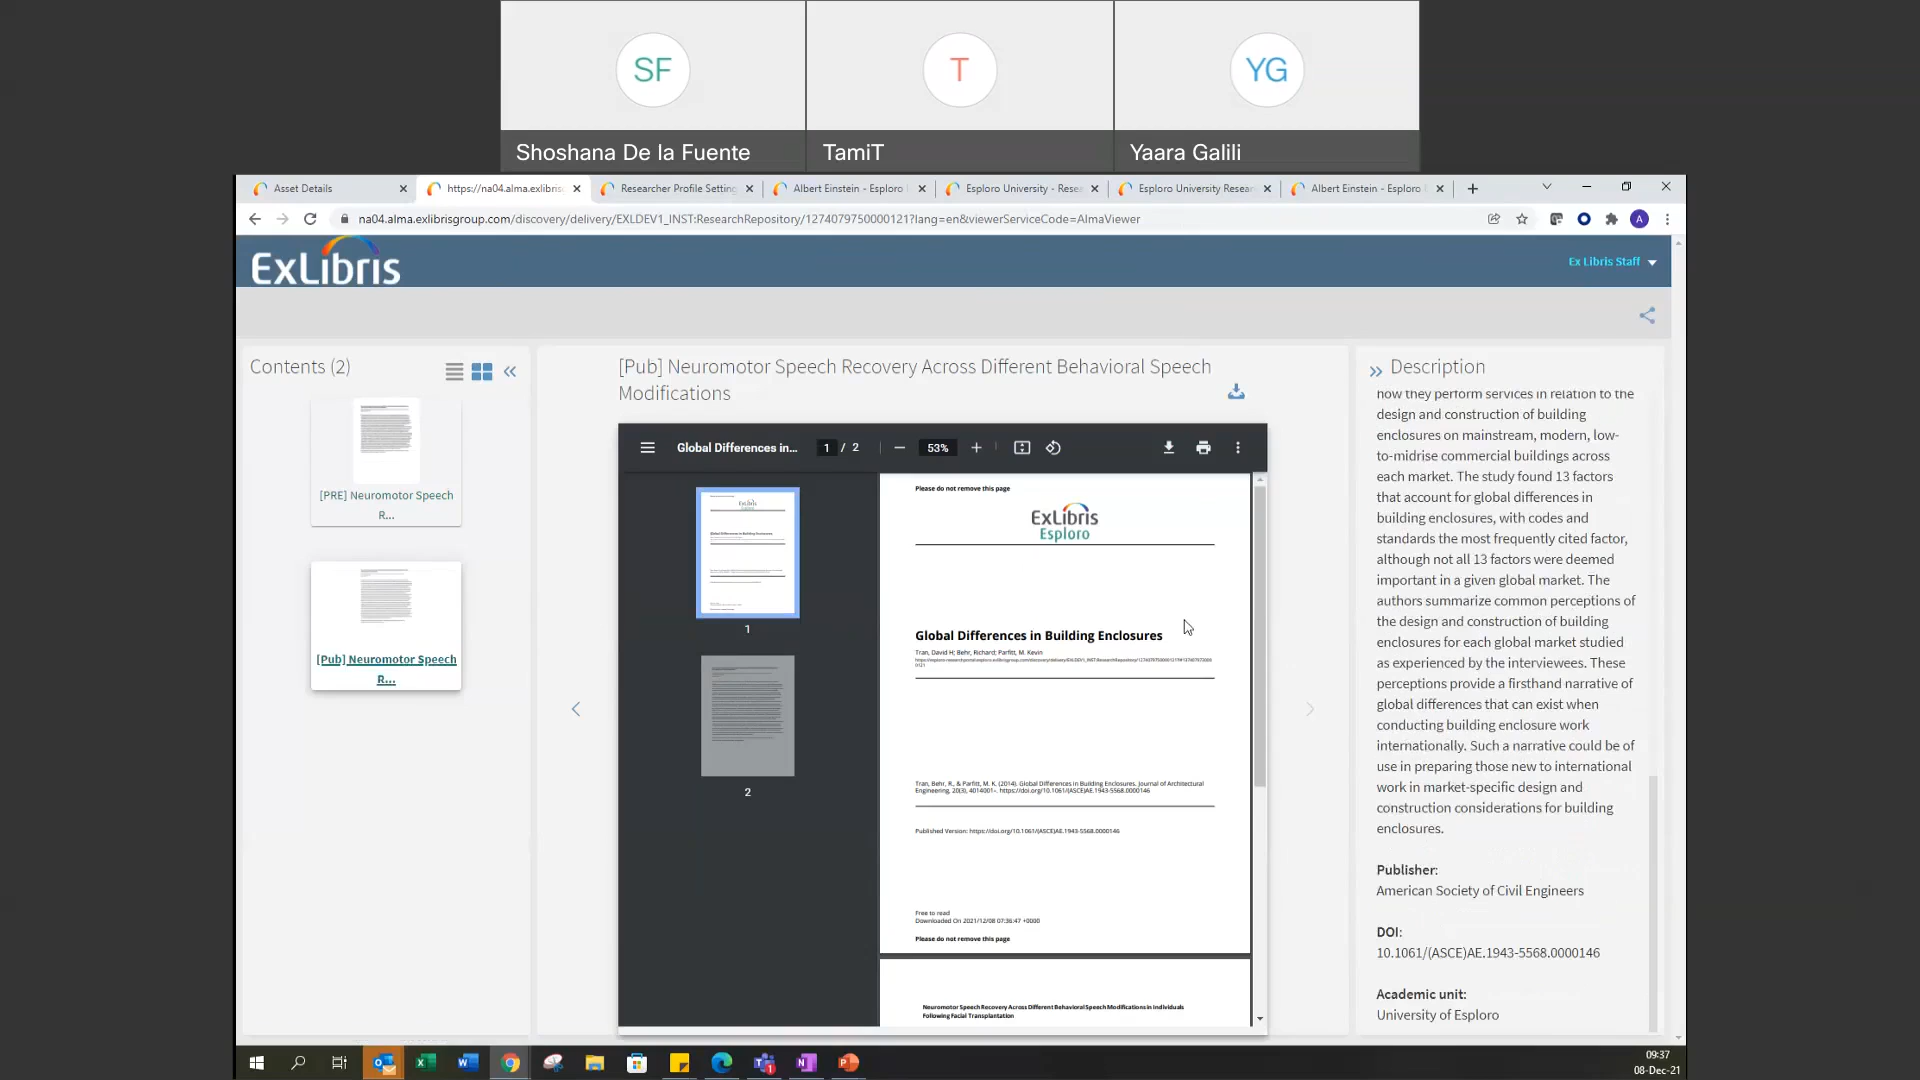 SF
T
YG
Shoshana De la Fuente
TamiT
Yaara Galili
Asset Details
https://na04.alma.exlibris
Researcher Profile Setting
Albert Einstein - Esploro
Esploro University - Rese
Esploro University Resear
Albert Einstein - Esploro
na04.alma.exlibrisgroup.com/discovery/delivery/EXLDEV1_INST:ResearchRepository/1274079750000121?lang=en&viewerServiceCode=AlmaViewer
A
ExLibris
Ex Libris Staff
Contents (2)
[PRE] Neuromotor Speech
R...
[Pub] Neuromotor Speech
R...
[Pub] Neuromotor Speech Recovery Across Different Behavioral Speech
Modifications
Global Differences in...
1 / 2
53%
1
2
Please do not remove this page
ExLibris
Esploro
Global Differences in Building Enclosures
Tran, David H; Behr, Richard; Parfitt, M. Kevin
Tran, Behr, R., & Parfitt, M. K. (2014). Global Differences in Building Enclosures. Journal of Architectural
Engineering, 20(3), 4014001–. https://doi.org/10.1061/(ASCE)AE.1943-5568.0000146
Published Version: https://doi.org/10.1061/(ASCE)AE.1943-5568.0000146
Free to read
Downloaded On 2021/12/08 07:36:47 +0000
Please do not remove this page
Neuromotor Speech Recovery Across Different Behavioral Speech Modifications in Individuals
Following Facial Transplantation
Description
how they perform services in relation to the
design and construction of building
enclosures on mainstream, modern, low-
to-midrise commercial buildings across
each market. The study found 13 factors
that account for global differences in
building enclosures, with codes and
standards the most frequently cited factor,
although not all 13 factors were deemed
important in a given global market. The
authors summarize common perceptions of
the design and construction of building
enclosures for each global market studied
as experienced by the interviewees. These
perceptions provide a firsthand narrative of
global differences that can exist when
conducting building enclosure work
internationally. Such a narrative could be of
use in preparing those new to international
work in market-specific design and
construction considerations for building
enclosures.
Publisher:
American Society of Civil Engineers
DOI:
10.1061/(ASCE)AE.1943-5568.0000146
Academic unit:
University of Esploro
09:37
08-Dec-21